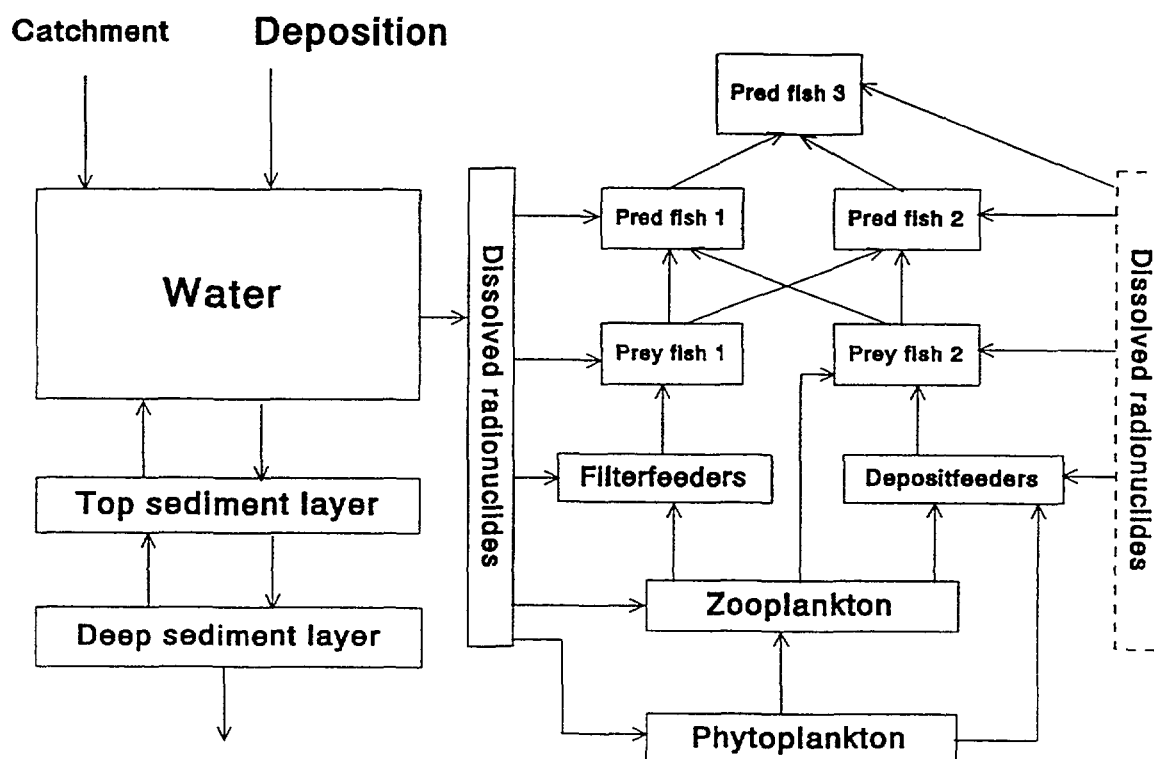 Catchment
Deposition
Water
Top sediment layer
Deep sediment layer
Dissolved radionuclides
Pred fish 3
Pred fish 1
Pred fish 2
Prey fish 1
Prey fish 2
Filterfeeders
Depositfeeders
Zooplankton
Phytoplankton
Dissolved radionuclides